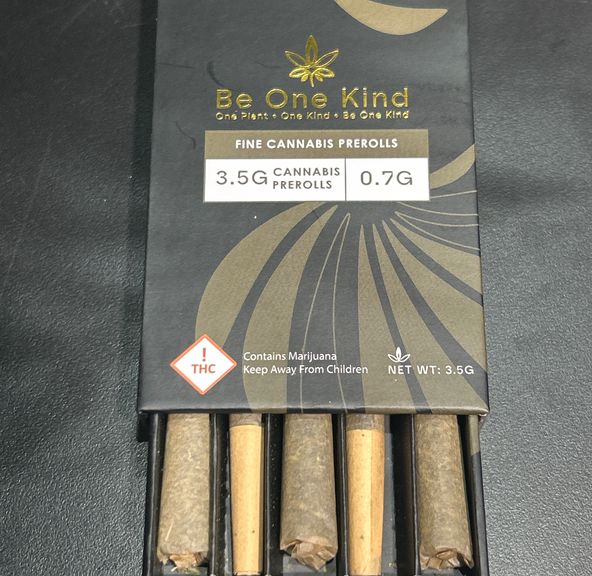 Be One Kind
One Plant • One Kind • Be One Kind
FINE CANNABIS PREROLLS
3.5G CANNABIS PREROLLS 0.7G
! THC
Contains Marijuana
Keep Away From Children
NET WT: 3.5G